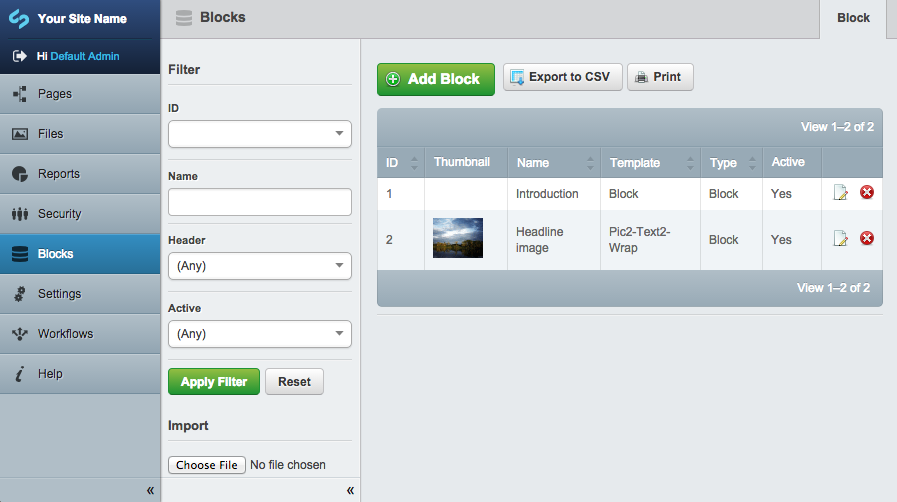 Your Site Name
Hi Default Admin
Pages
Files
Reports
Security
Blocks
Settings
Workflows
Help
«
Blocks
Block
Filter
ID
Name
Header
(Any)
Active
(Any)
Apply Filter Reset
Import
Choose File No file chosen
«
Add Block Export to CSV Print
View 1–2 of 2
ID Thumbnail Name Template Type Active
1 Introduction Block Block Yes
2 Headline image Pic2-Text2-Wrap Block Yes
View 1–2 of 2